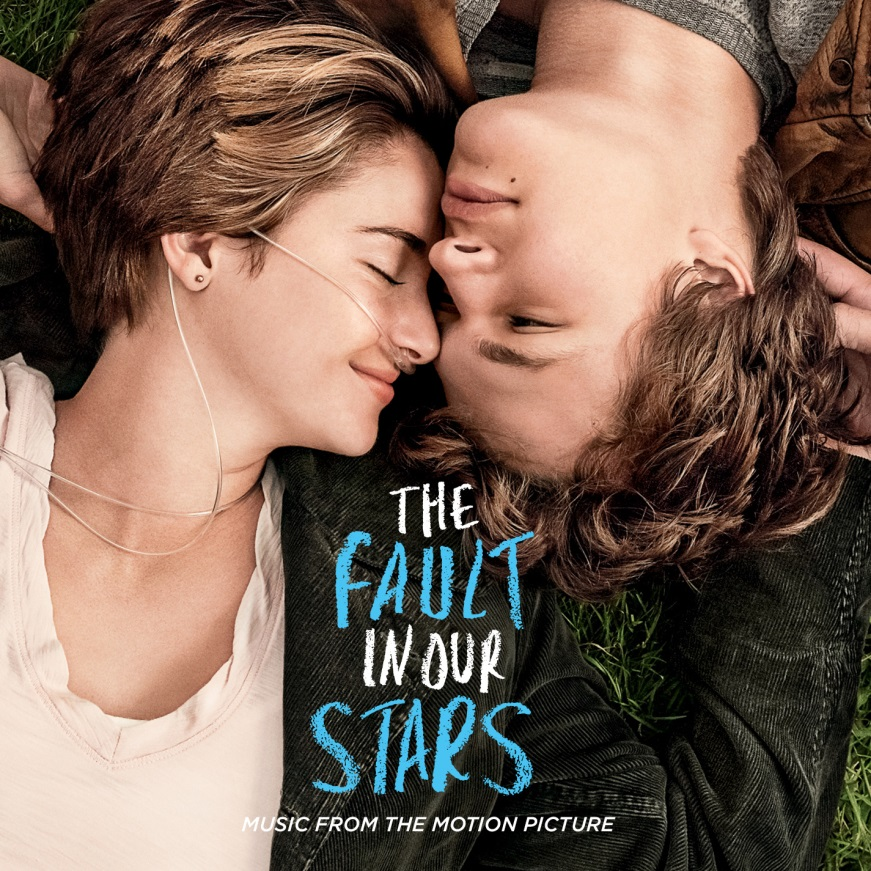 THE
FAULT
IN OUR
STARS
MUSIC FROM THE MOTION PICTURE